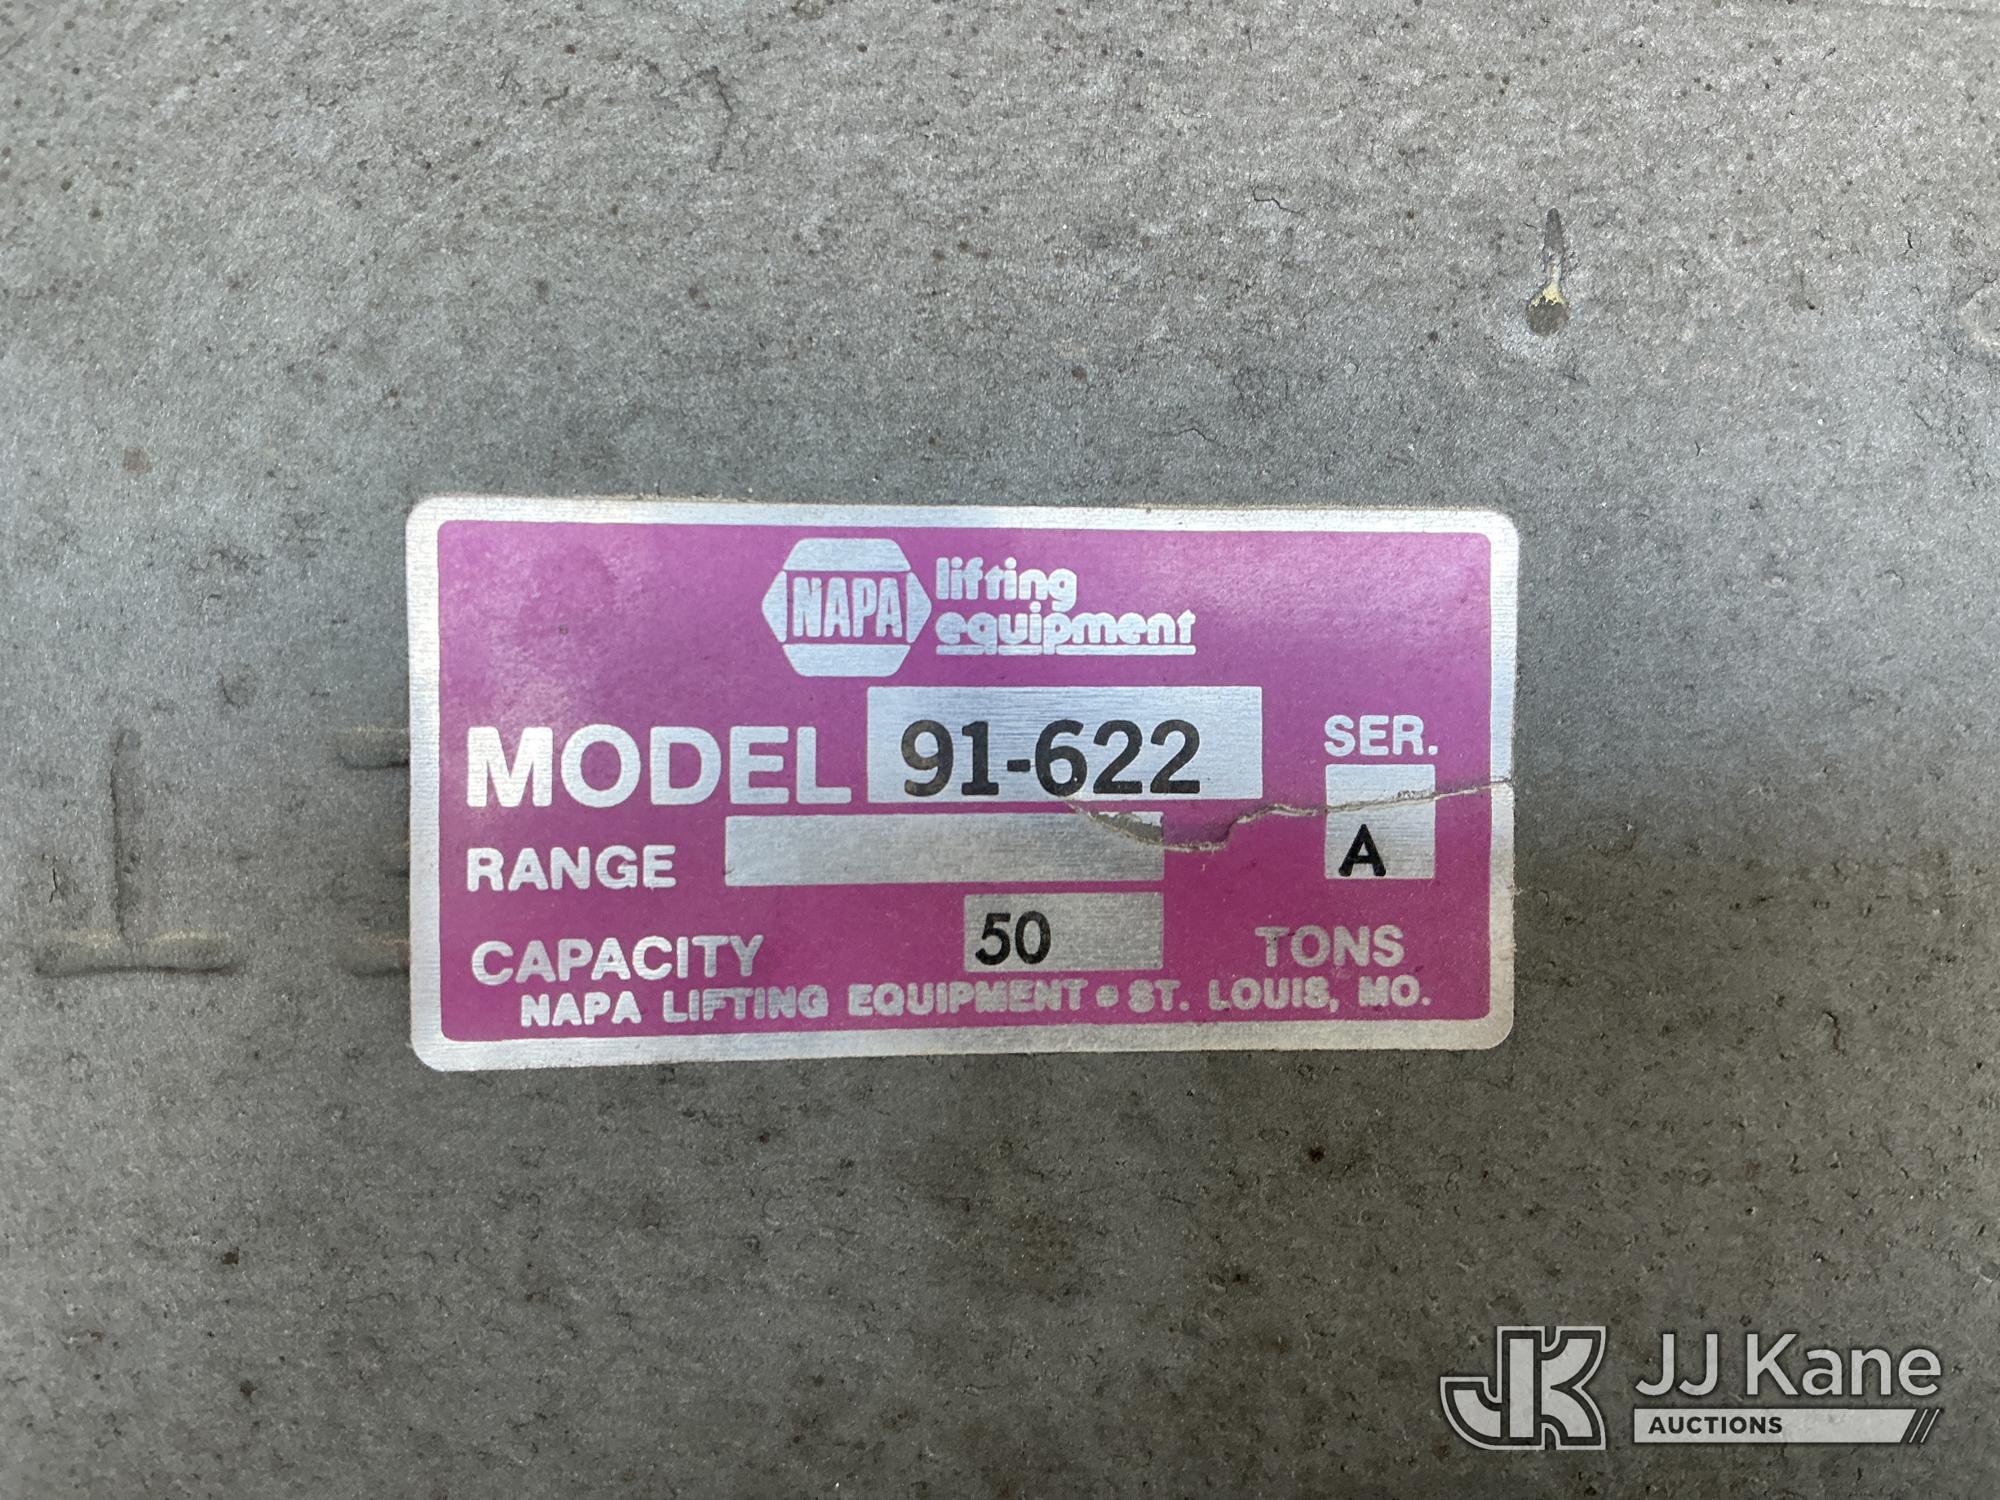 NAPA lifting
equipment
MODEL 91-622 SER.
RANGE A
CAPACITY 50 TONS
NAPA LIFTING EQUIPMENT • ST. LOUIS, MO.
JK JJ Kane
AUCTIONS